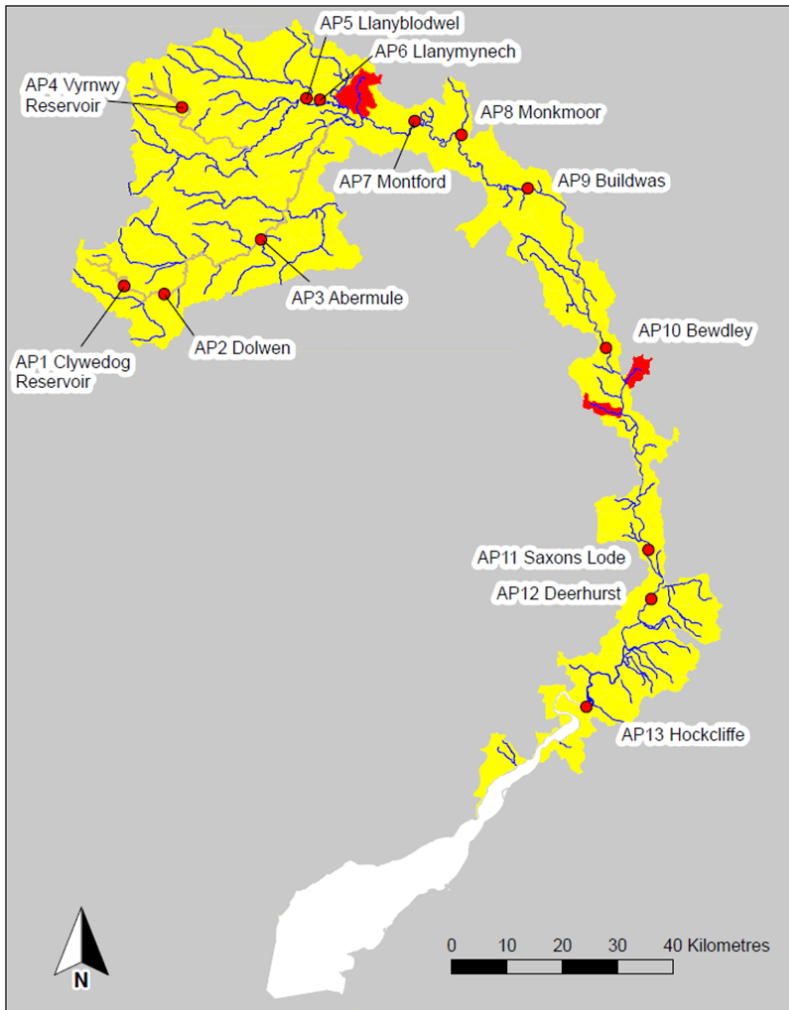 AP5 Llanyblodwel
AP6 Llanymynech
AP4 Vyrnwy
Reservoir
AP8 Monkmoor
AP7 Montford
AP9 Buildwas
AP3 Abermule
AP2 Dolwen
AP1 Clywedog
Reservoir
AP10 Bewdley
AP11 Saxons Lode
AP12 Deerhurst
AP13 Hockcliffe
0 10 20 30 40 Kilometres
N